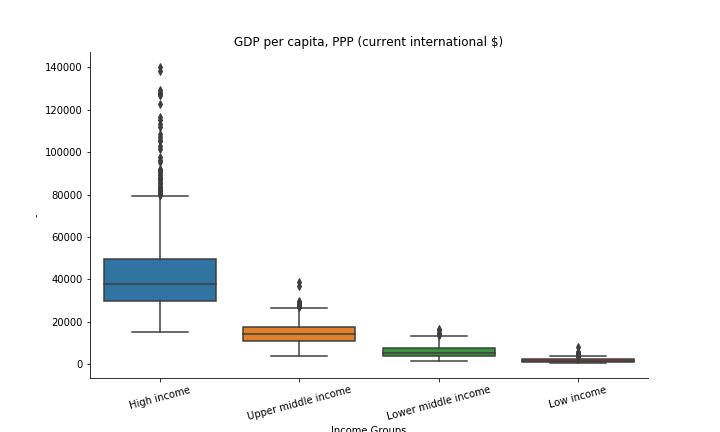 GDP per capita, PPP (current international $)
140000
120000
100000
80000
60000
40000
20000
0
High income
Upper middle income
Lower middle income
Low income
Income Groups